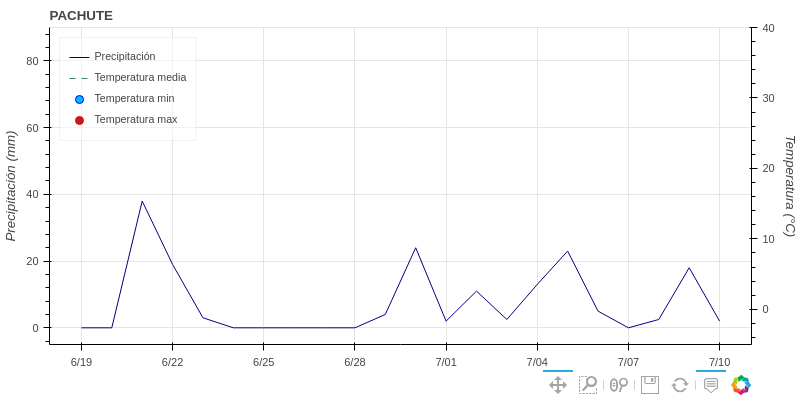 PACHUTE
Precipitación
Temperatura media
Temperatura min
Temperatura max
Precipitación (mm)
80
60
40
20
0
Temperatura (°C)
40
30
20
10
0
6/19 6/22 6/25 6/28 7/01 7/04 7/07 7/10